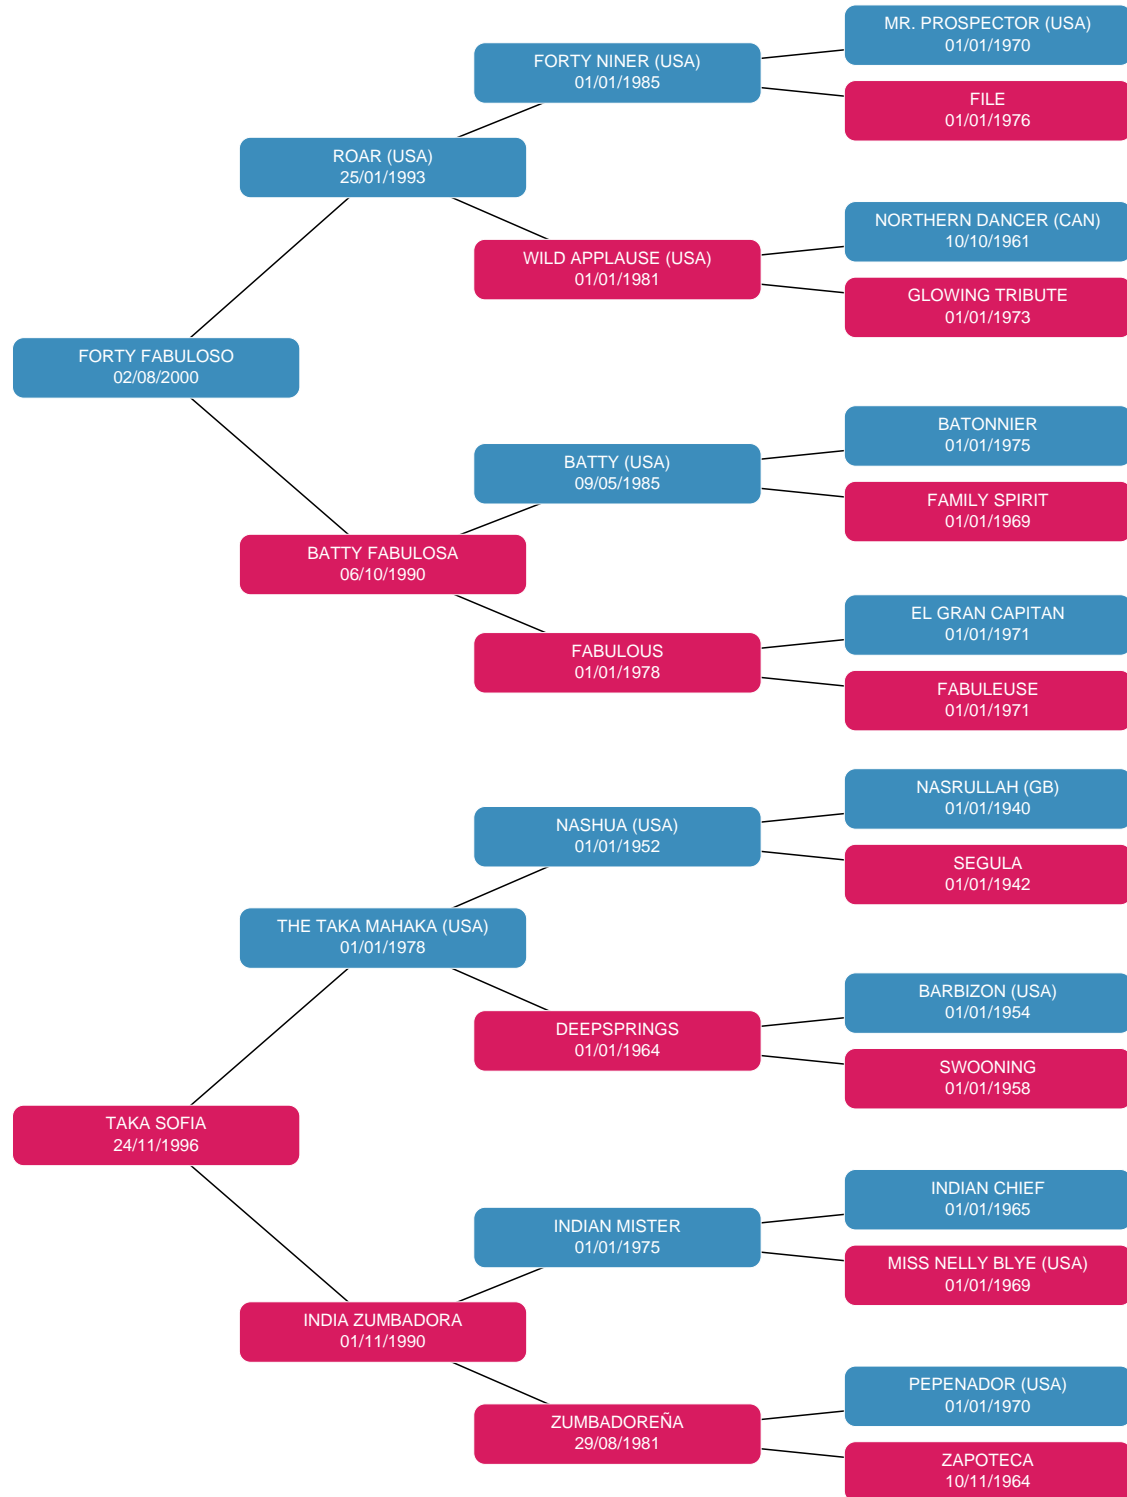 MR. PROSPECTOR (USA)
01/01/1970
FORTY NINER (USA)
01/01/1985
FILE
01/01/1976
ROAR (USA)
25/01/1993
NORTHERN DANCER (CAN)
10/10/1961
WILD APPLAUSE (USA)
01/01/1981
GLOWING TRIBUTE
01/01/1973
FORTY FABULOSO
02/08/2000
BATONNIER
01/01/1975
BATTY (USA)
09/05/1985
FAMILY SPIRIT
01/01/1969
BATTY FABULOSA
06/10/1990
EL GRAN CAPITAN
01/01/1971
FABULOUS
01/01/1978
FABULEUSE
01/01/1971
NASRULLAH (GB)
01/01/1940
NASHUA (USA)
01/01/1952
SEGULA
01/01/1942
THE TAKA MAHAKA (USA)
01/01/1978
BARBIZON (USA)
01/01/1954
DEEPSPRINGS
01/01/1964
SWOONING
01/01/1958
TAKA SOFIA
24/11/1996
INDIAN CHIEF
01/01/1965
INDIAN MISTER
01/01/1975
MISS NELLY BLYE (USA)
01/01/1969
INDIA ZUMBADORA
01/11/1990
PEPENADOR (USA)
01/01/1970
ZUMBADOREÑA
29/08/1981
ZAPOTECA
10/11/1964